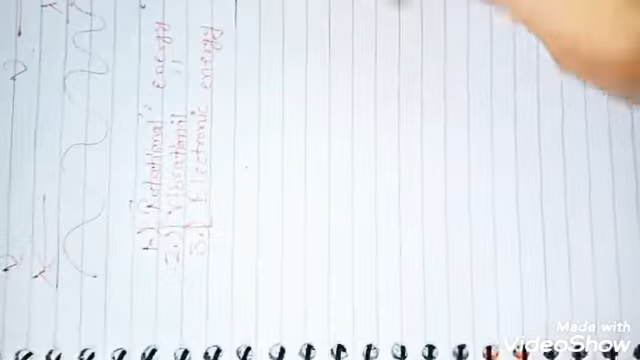 1.) Rotational energy
2.) Vibrational "
3.) Electronic energy
Made with
VideoShow